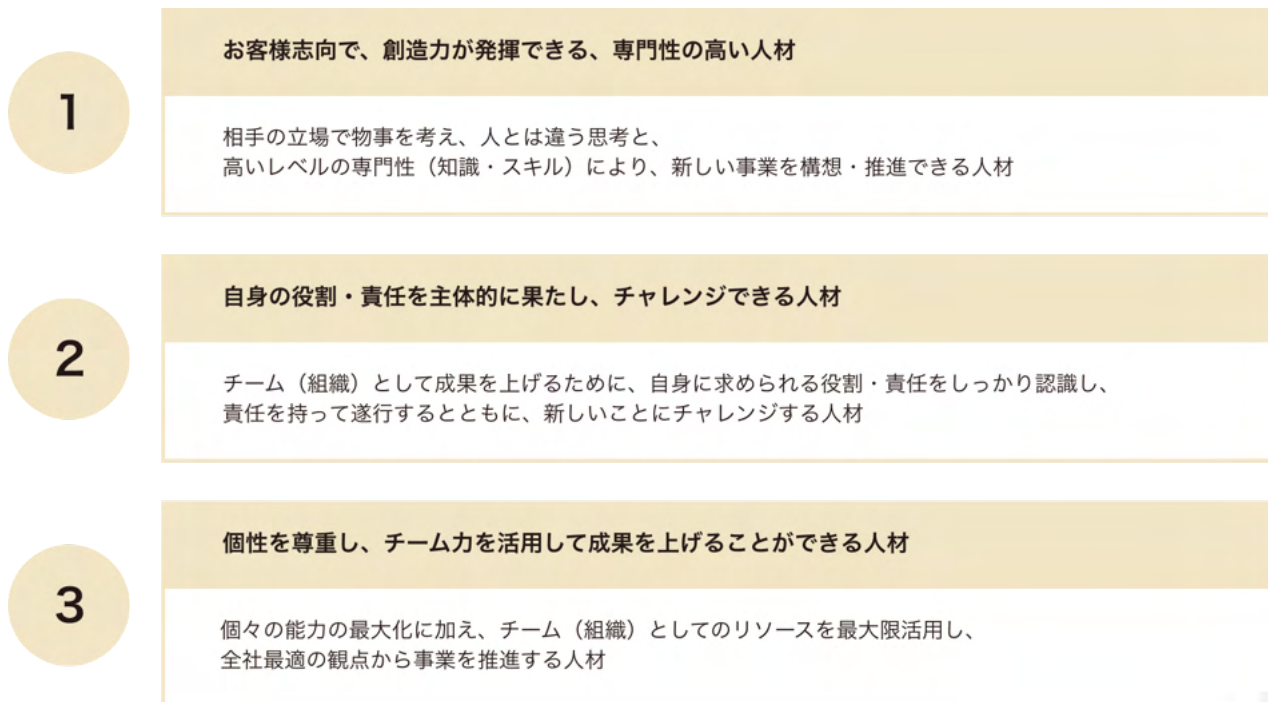 1
お客様志向で、創造力が発揮できる、専門性の高い人材
相手の立場で物事を考え、人とは違う思考と、
高いレベルの専門性（知識・スキル）により、新しい事業を構想・推進できる人材
2
自身の役割・責任を主体的に果たし、チャレンジできる人材
チーム（組織）として成果を上げるために、自身に求められる役割・責任をしっかり認識し、
責任を持って遂行するとともに、新しいことにチャレンジする人材
3
個性を尊重し、チーム力を活用して成果を上げることができる人材
個々の能力の最大化に加え、チーム（組織）としてのリソースを最大限活用し、
全社最適の観点から事業を推進する人材